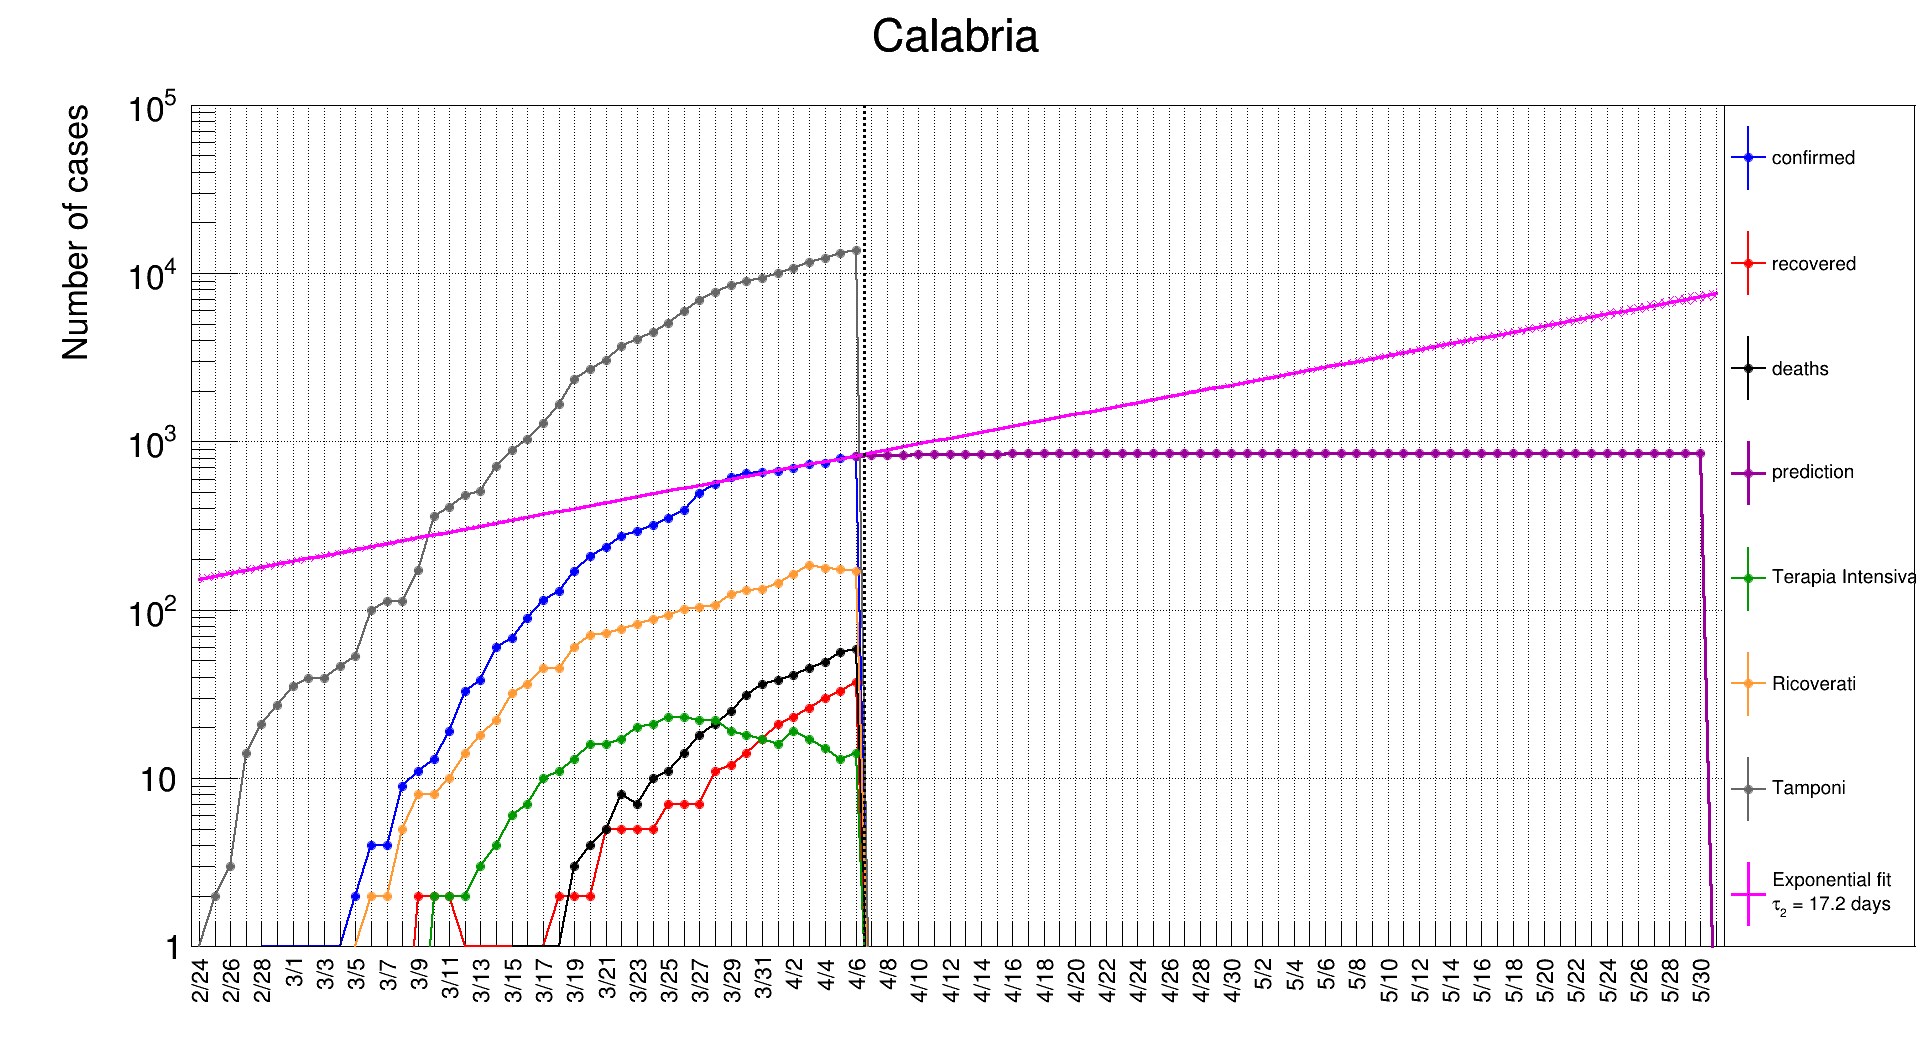 Calabria
Number of cases
10^5
10^4
10^3
10^2
10
1
2/24 2/26 2/28 3/1 3/3 3/5 3/7 3/9 3/11 3/13 3/15 3/17 3/19 3/21 3/23 3/25 3/27 3/29 3/31 4/2 4/4 4/6 4/8 4/10 4/12 4/14 4/16 4/18 4/20 4/22 4/24 4/26 4/28 4/30 5/2 5/4 5/6 5/8 5/10 5/12 5/14 5/16 5/18 5/20 5/22 5/24 5/26 5/28 5/30
confirmed
recovered
deaths
prediction
Terapia Intensiva
Ricoverati
Tamponi
Exponential fit
τ₂ = 17.2 days